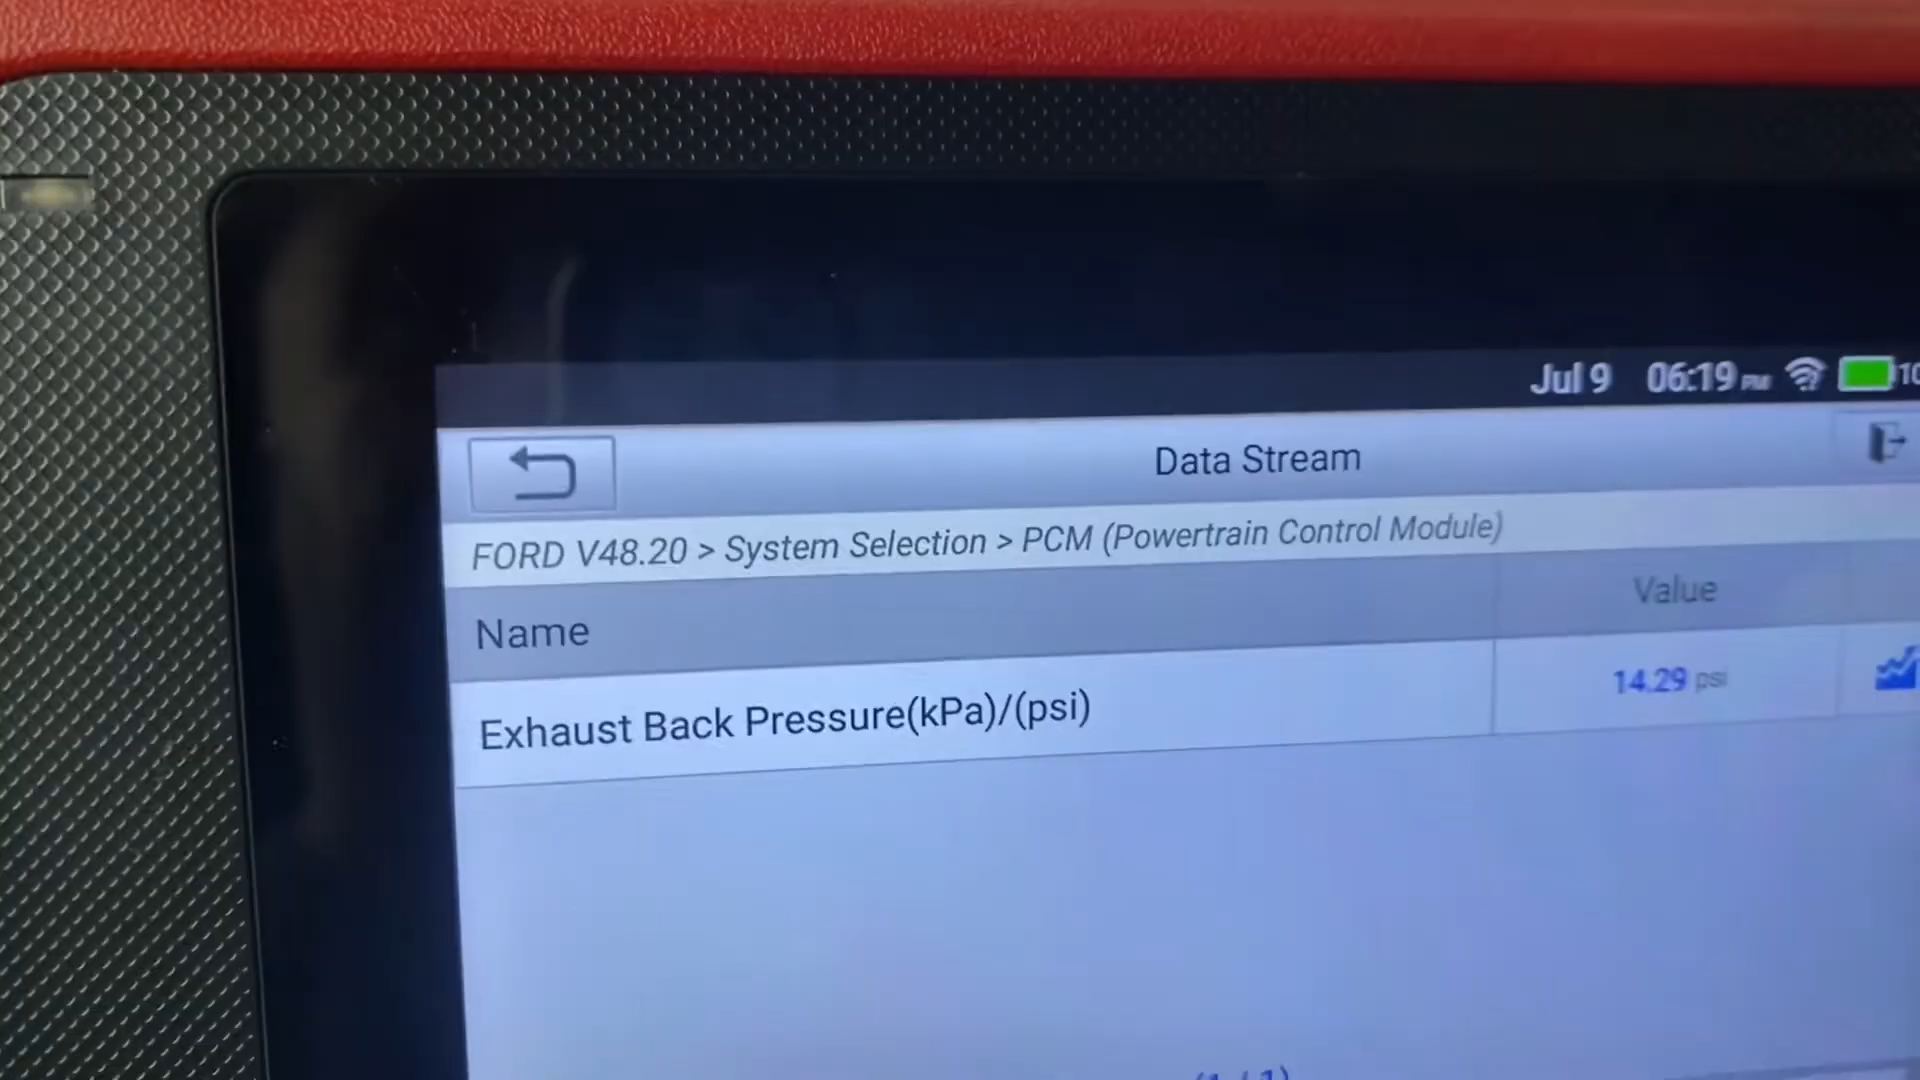 Jul 9 06:19 PM
Data Stream
FORD V48.20 > System Selection > PCM (Powertrain Control Module)
Name Value
Exhaust Back Pressure(kPa)/(psi) 14.29 psi